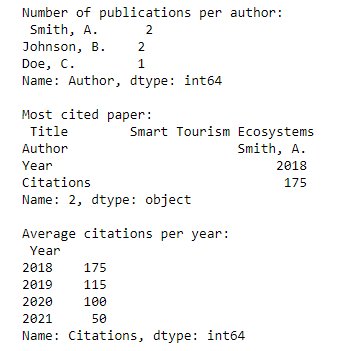 Number of publications per author:
Smith, A.      2
Johnson, B.    2
Doe, C.        1
Name: Author, dtype: int64

Most cited paper:
Title        Smart Tourism Ecosystems
Author                      Smith, A.
Year                             2018
Citations                         175
Name: 2, dtype: object

Average citations per year:
Year
2018    175
2019    115
2020    100
2021     50
Name: Citations, dtype: int64